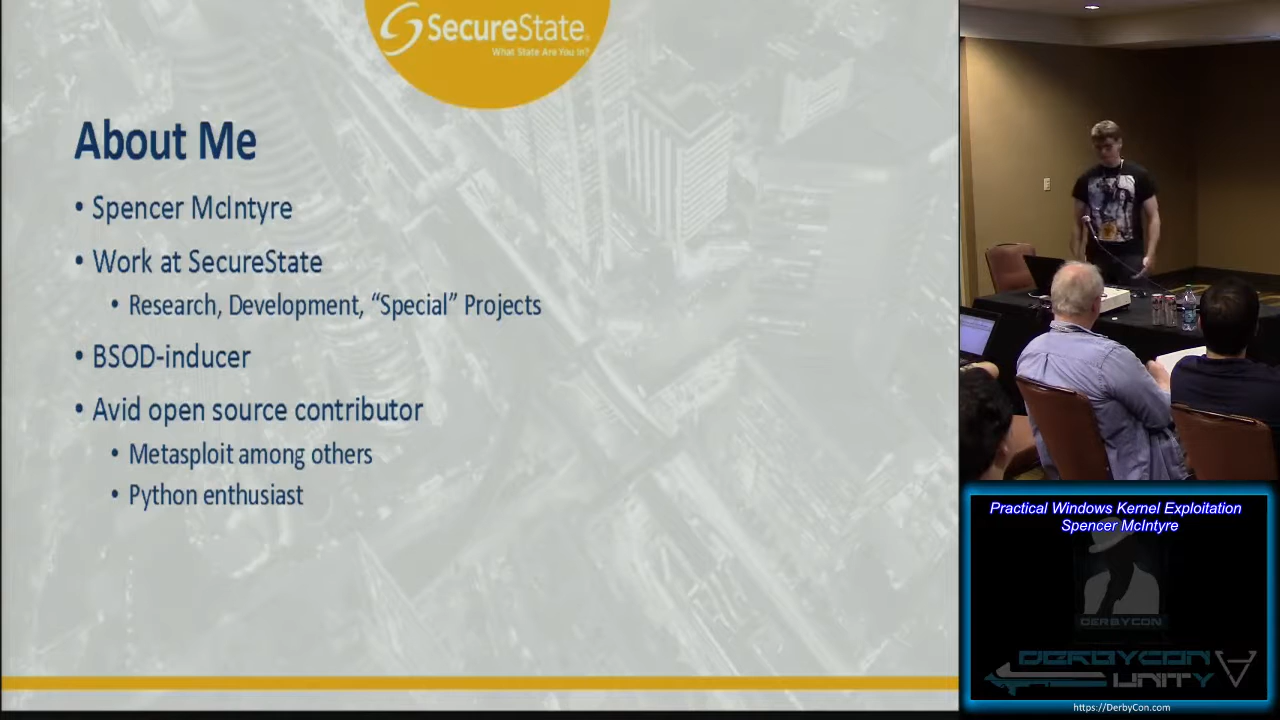 SecureState
What State Are You In?
About Me
• Spencer McIntyre
• Work at SecureState
• Research, Development, “Special” Projects
• BSOD-inducer
• Avid open source contributor
• Metasploit among others
• Python enthusiast
Practical Windows Kernel Exploitation
Spencer McIntyre
DERBYCON
DERBYCON
UNITY
https://DerbyCon.com